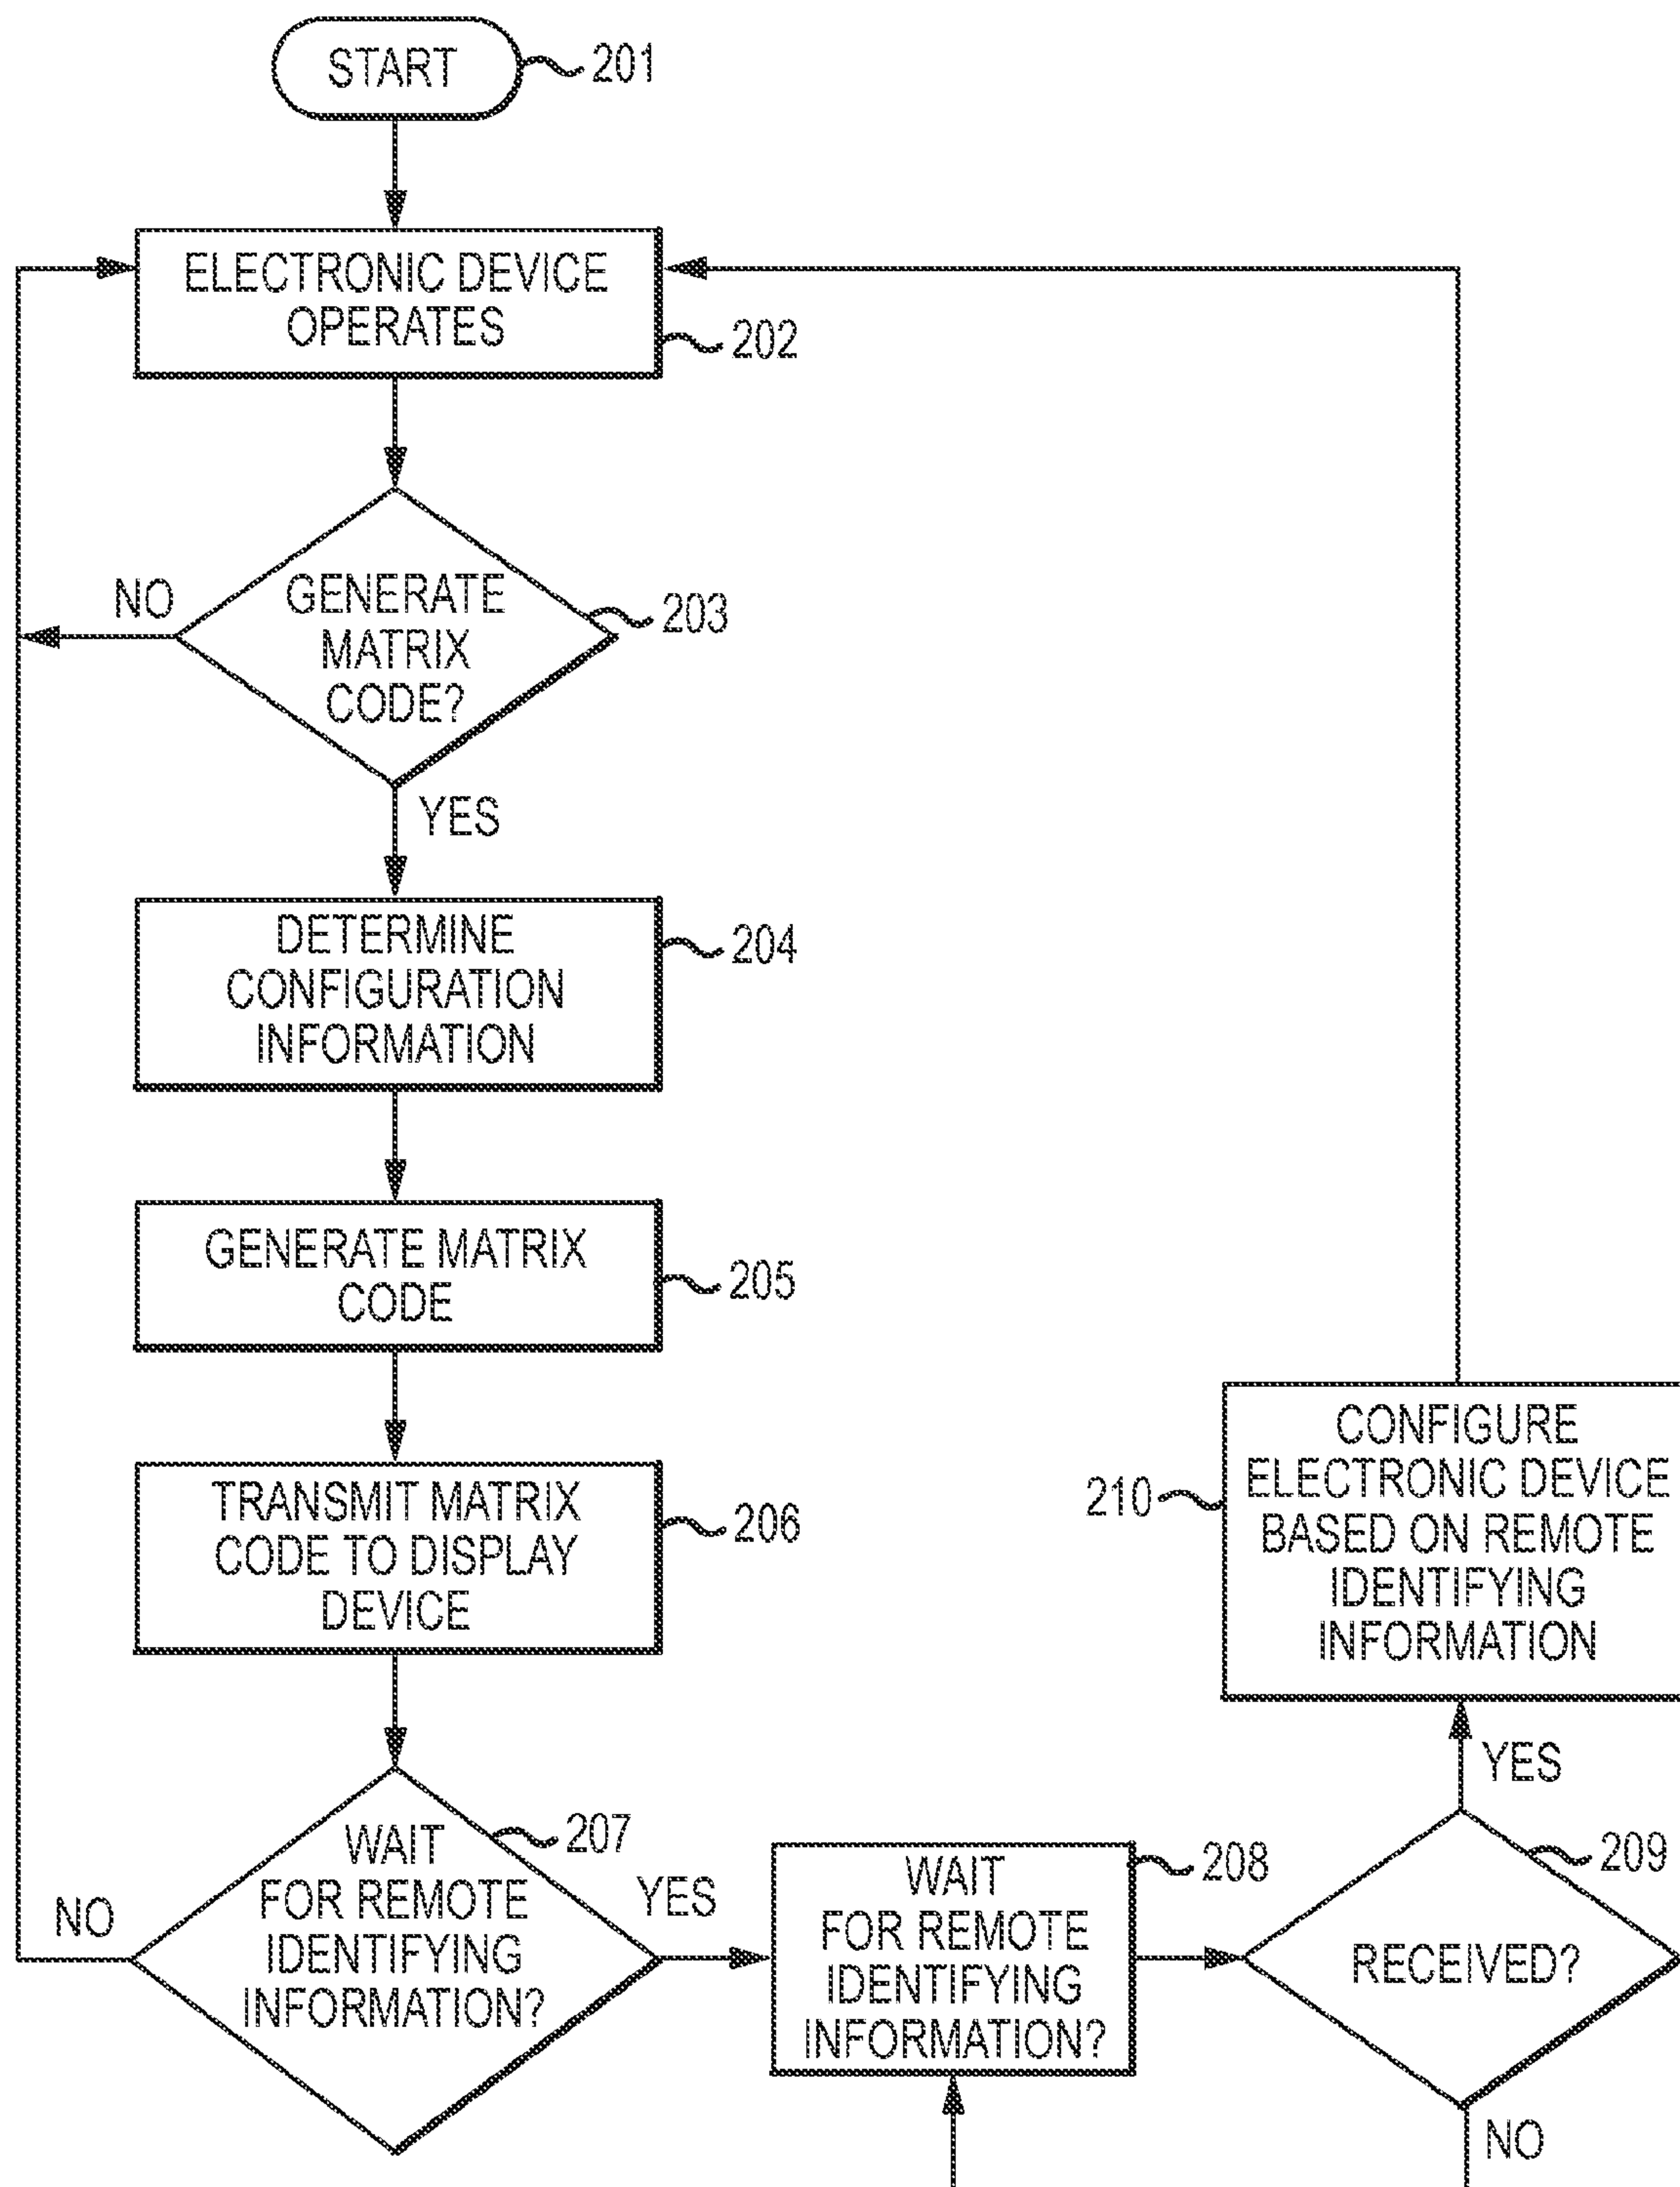 START
201
ELECTRONIC DEVICE
OPERATES
202
GENERATE
MATRIX
CODE?
203
NO
YES
DETERMINE
CONFIGURATION
INFORMATION
204
GENERATE MATRIX
CODE
205
TRANSMIT MATRIX
CODE TO DISPLAY
DEVICE
206
WAIT
FOR REMOTE
IDENTIFYING
INFORMATION?
207
NO
YES
WAIT
FOR REMOTE
IDENTIFYING
INFORMATION?
208
RECEIVED?
209
YES
NO
CONFIGURE
ELECTRONIC DEVICE
BASED ON REMOTE
IDENTIFYING
INFORMATION
210